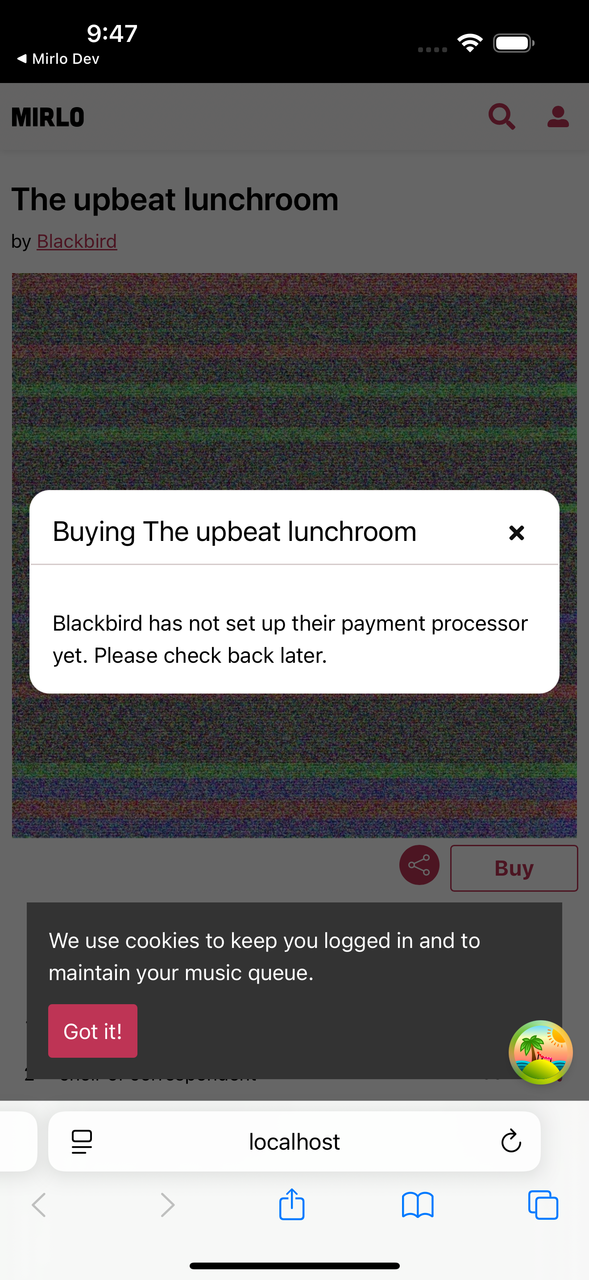 9:47
◀ Mirlo Dev
MIRLO
The upbeat lunchroom
by Blackbird
Buying The upbeat lunchroom
Blackbird has not set up their payment processor
yet. Please check back later.
Buy
We use cookies to keep you logged in and to
maintain your music queue.
Got it!
localhost